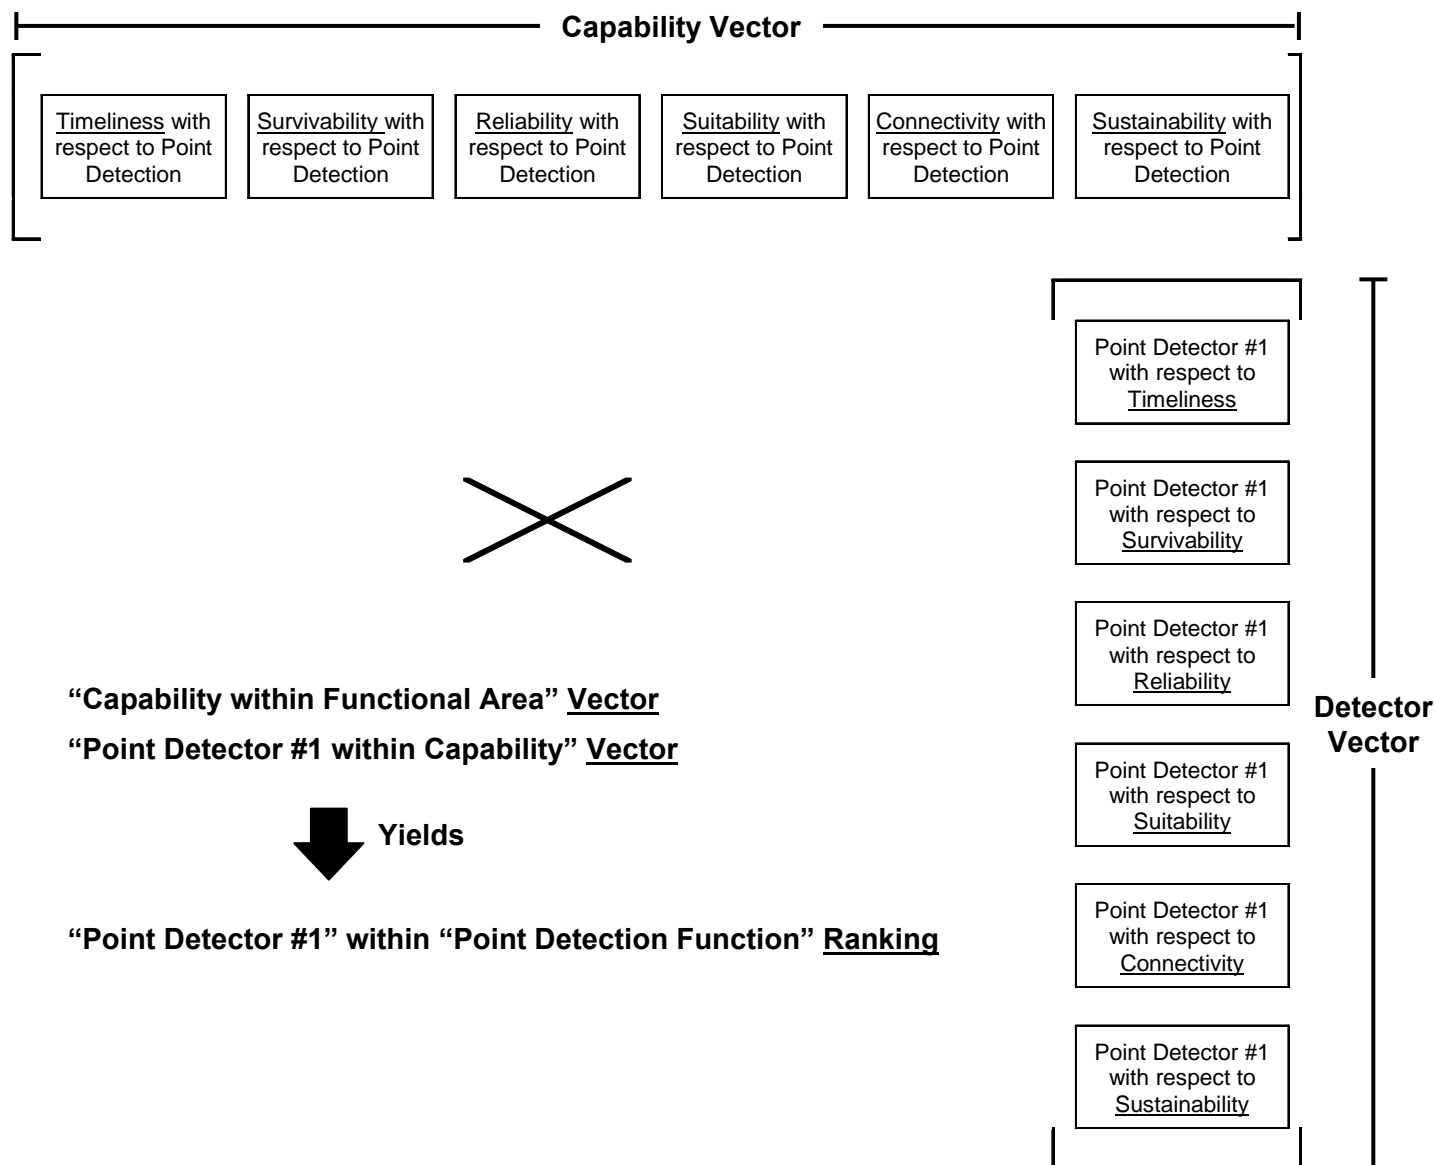 Capability Vector
Timeliness with
respect to Point
Detection
Survivability with
respect to Point
Detection
Reliability with
respect to Point
Detection
Suitability with
respect to Point
Detection
Connectivity with
respect to Point
Detection
Sustainability with
respect to Point
Detection
Point Detector #1
with respect to
Timeliness
Point Detector #1
with respect to
Survivability
Point Detector #1
with respect to
Reliability
Point Detector #1
with respect to
Suitability
Point Detector #1
with respect to
Connectivity
Point Detector #1
with respect to
Sustainability
Detector
Vector
“Capability within Functional Area” Vector
“Point Detector #1 within Capability” Vector
Yields
“Point Detector #1” within “Point Detection Function” Ranking